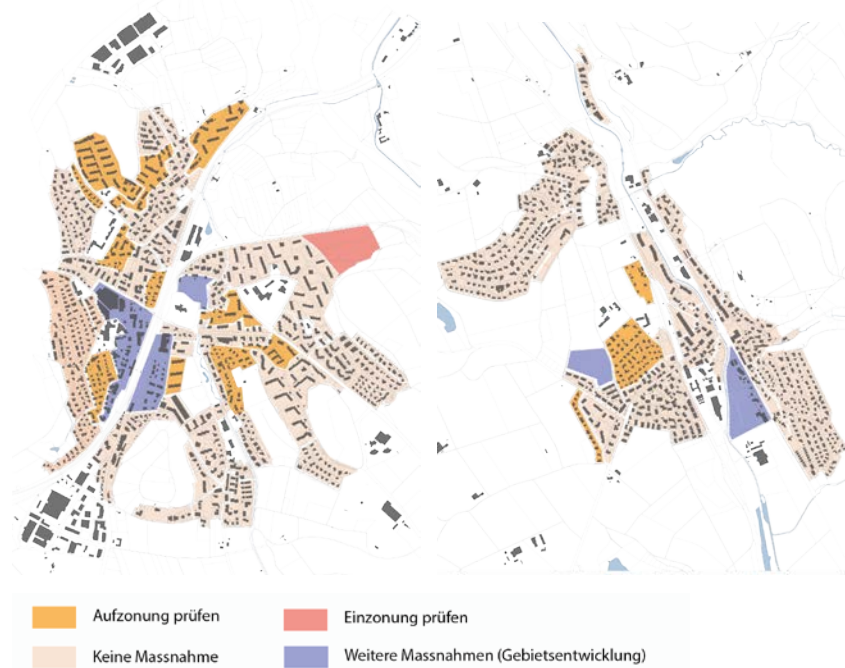 Aufzonung prüfen
Einzonung prüfen
Keine Massnahme
Weitere Massnahmen (Gebietsentwicklung)